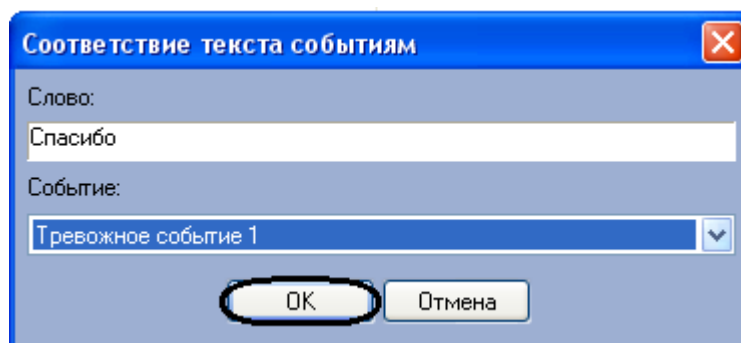 Соответствие текста событиям
Слово:
Спасибо
Событие:
Тревожное событие 1
OK Отмена